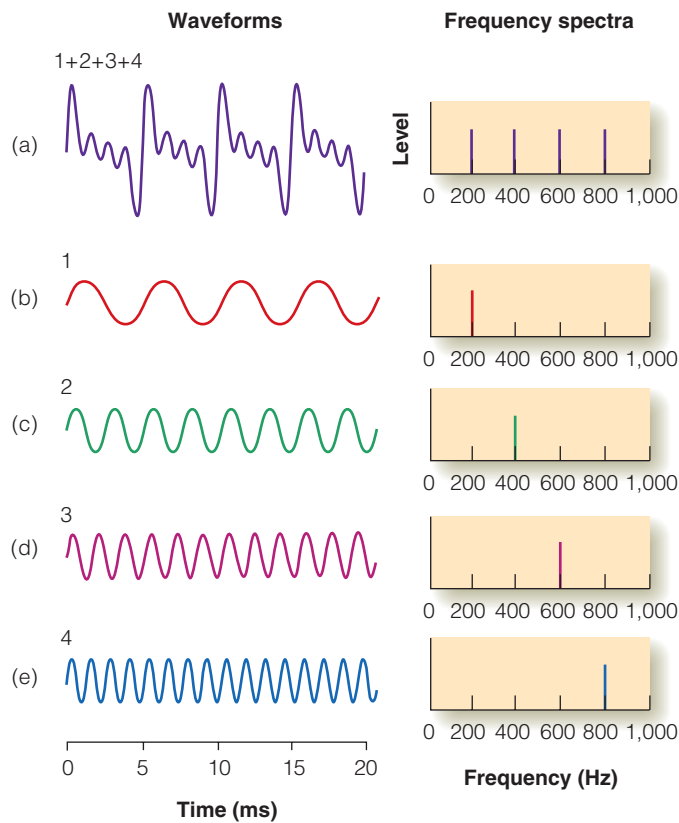 Waveforms
Frequency spectra
1+2+3+4
(a)
Level
0 200 400 600 800 1,000
1
(b)
0 200 400 600 800 1,000
2
(c)
0 200 400 600 800 1,000
3
(d)
0 200 400 600 800 1,000
4
(e)
0 200 400 600 800 1,000
0 5 10 15 20
Time (ms)
Frequency (Hz)